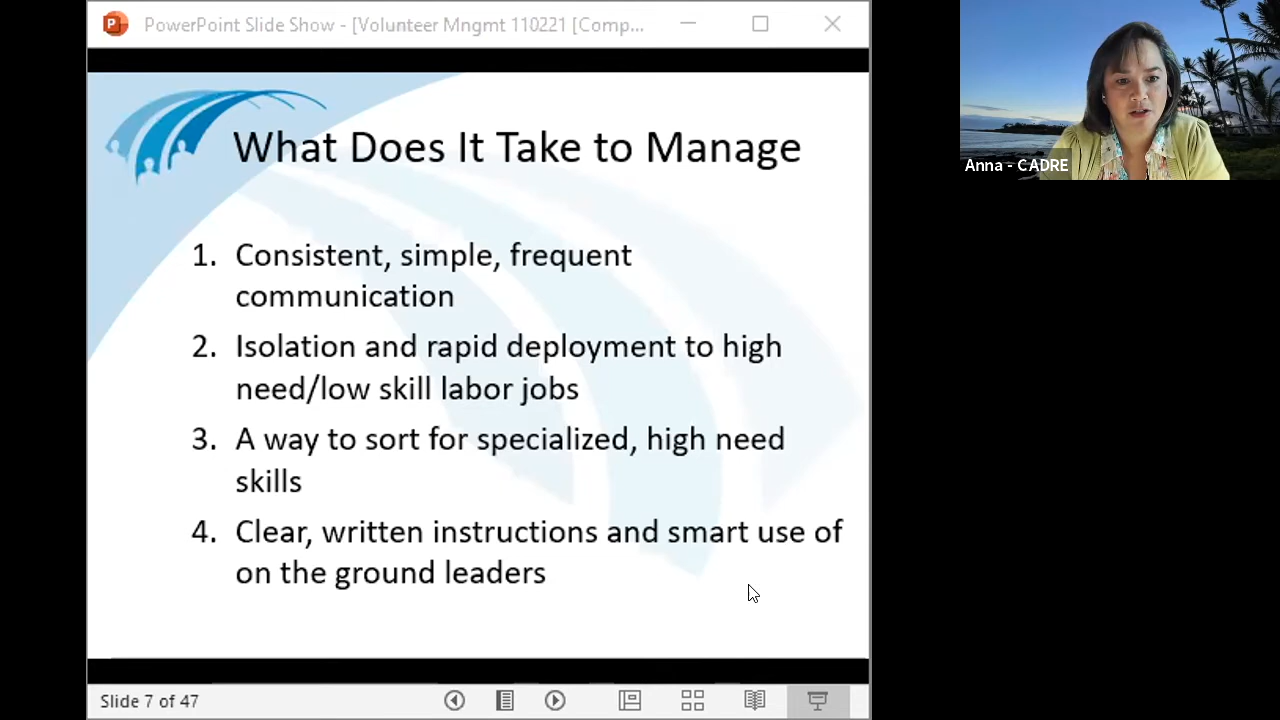 PowerPoint Slide Show - [Volunteer Mngmt 110221 [Comp...
Anna - CADRE
What Does It Take to Manage
1. Consistent, simple, frequent
communication
2. Isolation and rapid deployment to high
need/low skill labor jobs
3. A way to sort for specialized, high need
skills
4. Clear, written instructions and smart use of
on the ground leaders
Slide 7 of 47